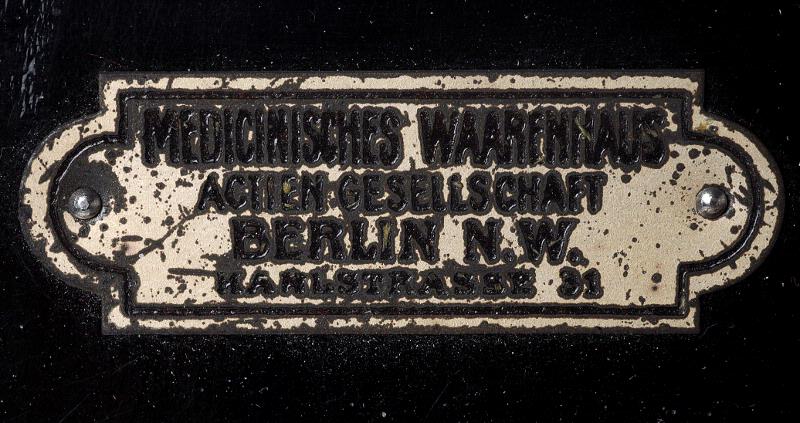 MEDICINISCHES WAARENHAUS
ACTIEN-GESELLSCHAFT
BERLIN N.W.
KARLSTRASSE 31